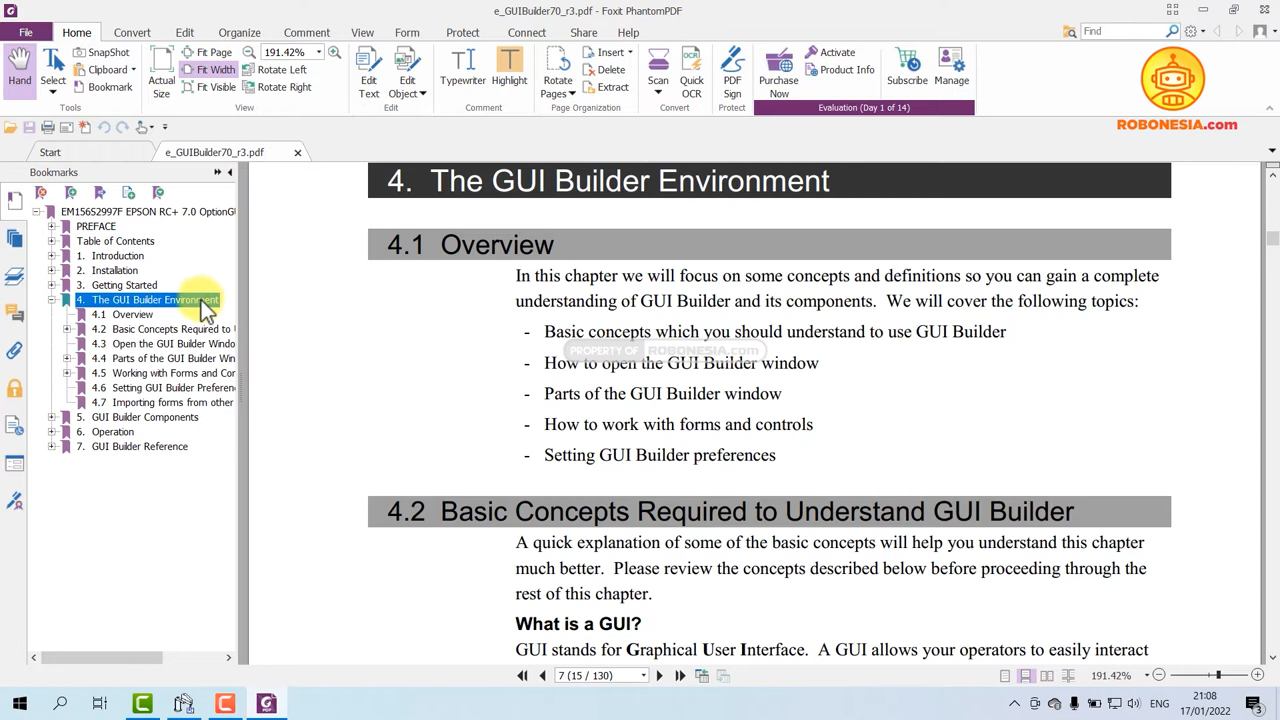 e_GUIBuilder70_r3.pdf - Foxit PhantomPDF
File Home Convert Edit Organize Comment View Form Protect Connect Share Help Find
Hand
Select
SnapShot
Clipboard
Bookmark
Tools
Actual Size
Fit Page
Fit Width
Fit Visible
191.42%
Rotate Left
Rotate Right
View
Edit Text
Edit Object
Edit
Typewriter
Highlight
Comment
Rotate Pages
Insert
Delete
Extract
Page Organization
Scan
Quick OCR
Convert
PDF Sign
Protect
Purchase Now
Activate
Product Info
Subscribe
Manage
Evaluation (Day 1 of 14)
ROBONESIA.com
Start
e_GUIBuilder70_r3.pdf
Bookmarks
EM156S2997F EPSON RC+ 7.0 OptionGU
PREFACE
Table of Contents
1. Introduction
2. Installation
3. Getting Started
4. The GUI Builder Environment
4.1 Overview
4.2 Basic Concepts Required to U
4.3 Open the GUI Builder Windo
4.4 Parts of the GUI Builder Win
4.5 Working with Forms and Cor
4.6 Setting GUI Builder Preferen
4.7 Importing forms from other
5. GUI Builder Components
6. Operation
7. GUI Builder Reference
4. The GUI Builder Environment
4.1 Overview
In this chapter we will focus on some concepts and definitions so you can gain a complete
understanding of GUI Builder and its components. We will cover the following topics:
- Basic concepts which you should understand to use GUI Builder
PROPERTY OF ROBONESIA.com
- How to open the GUI Builder window
- Parts of the GUI Builder window
- How to work with forms and controls
- Setting GUI Builder preferences
4.2 Basic Concepts Required to Understand GUI Builder
A quick explanation of some of the basic concepts will help you understand this chapter
much better. Please review the concepts described below before proceeding through the
rest of this chapter.
What is a GUI?
GUI stands for Graphical User Interface. A GUI allows your operators to easily interact
7 (15 / 130)
191.42%
ENG
21:08
17/01/2022
3